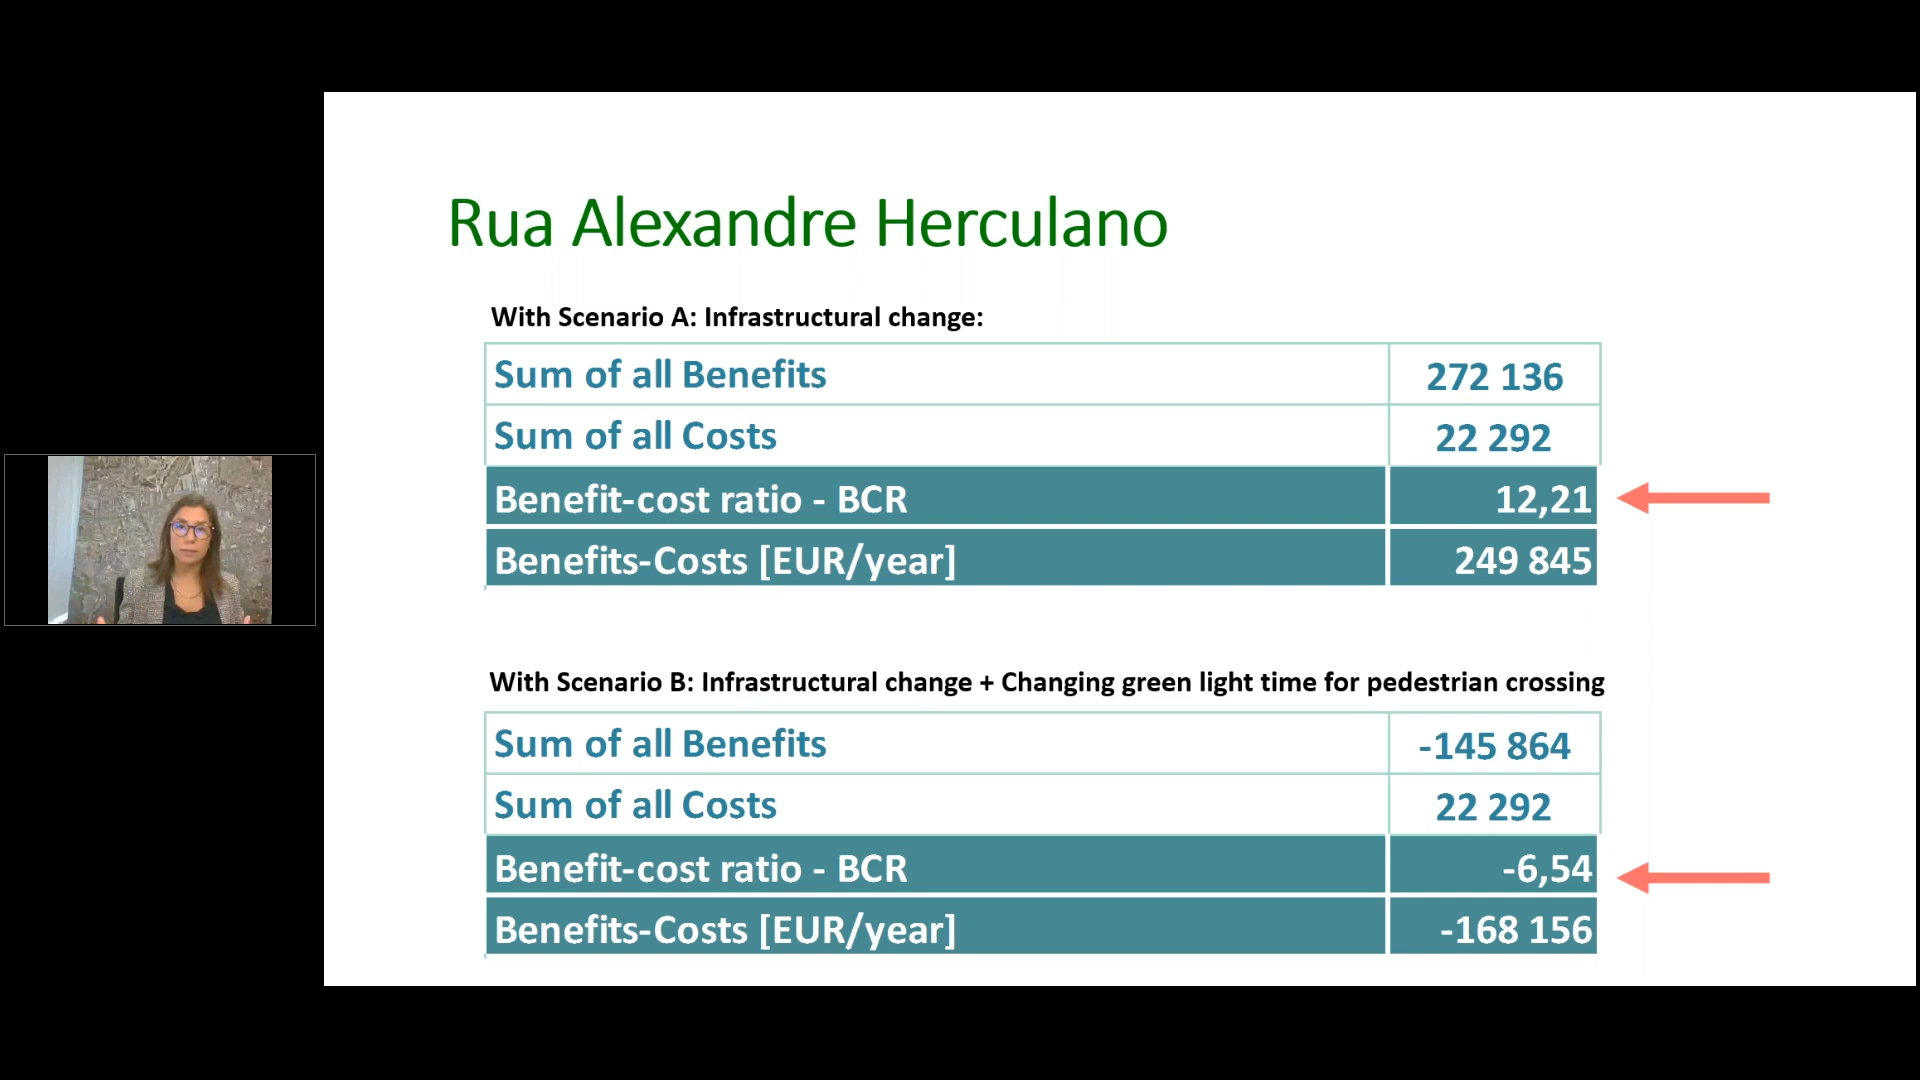 Rua Alexandre Herculano
With Scenario A: Infrastructural change:
Sum of all Benefits 272 136
Sum of all Costs 22 292
Benefit-cost ratio - BCR 12,21
Benefits-Costs [EUR/year] 249 845
With Scenario B: Infrastructural change + Changing green light time for pedestrian crossing
Sum of all Benefits -145 864
Sum of all Costs 22 292
Benefit-cost ratio - BCR -6,54
Benefits-Costs [EUR/year] -168 156